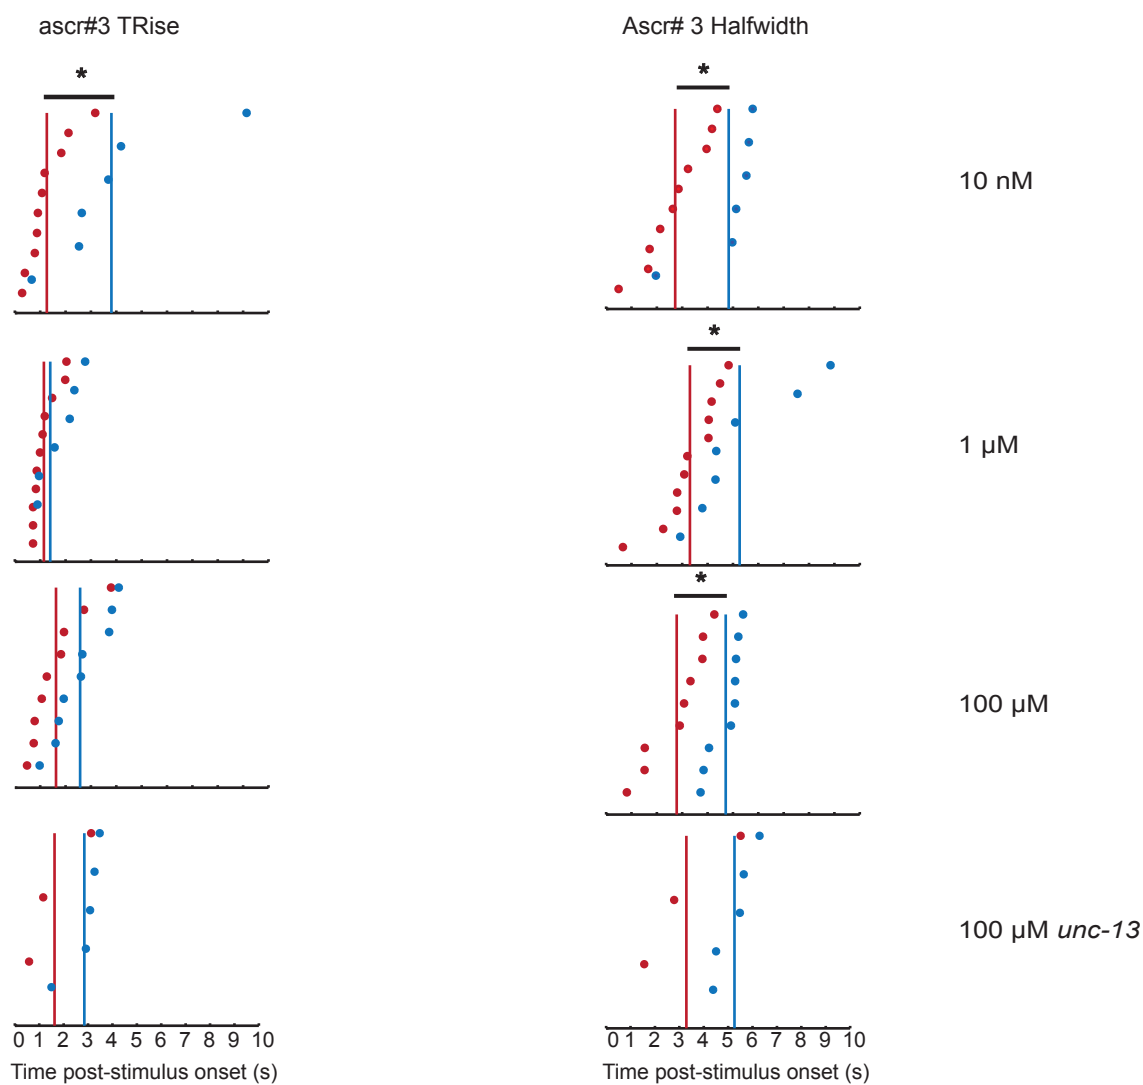 ascr#3 TRise
Ascr# 3 Halfwidth
*
*
10 nM
*
1 µM
*
100 µM
100 µM unc-13
0 1 2 3 4 5 6 7 8 9 10
0 1 2 3 4 5 6 7 8 9 10
Time post-stimulus onset (s)
Time post-stimulus onset (s)